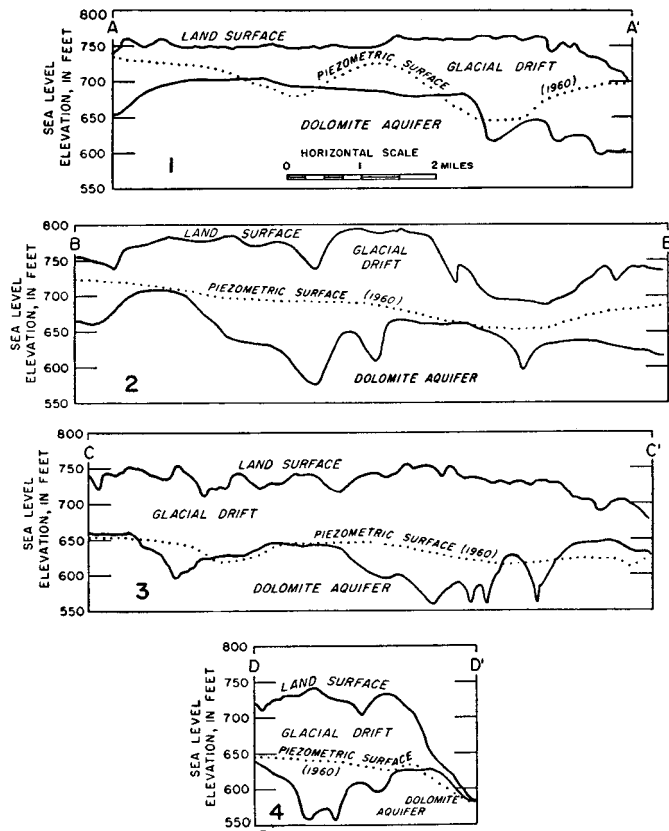 SEA LEVEL
ELEVATION, IN FEET
800
750
700
650
600
550
A
A'
LAND SURFACE
PIEZOMETRIC SURFACE
(1960)
GLACIAL DRIFT
DOLOMITE AQUIFER
HORIZONTAL SCALE
0 1 2 MILES
1
SEA LEVEL
ELEVATION, IN FEET
800
750
700
650
600
550
B
B
LAND SURFACE
GLACIAL
DRIFT
PIEZOMETRIC SURFACE (1960)
DOLOMITE AQUIFER
2
SEA LEVEL
ELEVATION, IN FEET
800
750
700
650
600
550
C
C'
LAND SURFACE
GLACIAL DRIFT
PIEZOMETRIC SURFACE (1960)
DOLOMITE AQUIFER
3
SEA LEVEL
ELEVATION, IN FEET
800
750
700
650
600
550
D
D'
LAND SURFACE
GLACIAL DRIFT
PIEZOMETRIC SURFACE
(1960)
DOLOMITE
AQUIFER
4